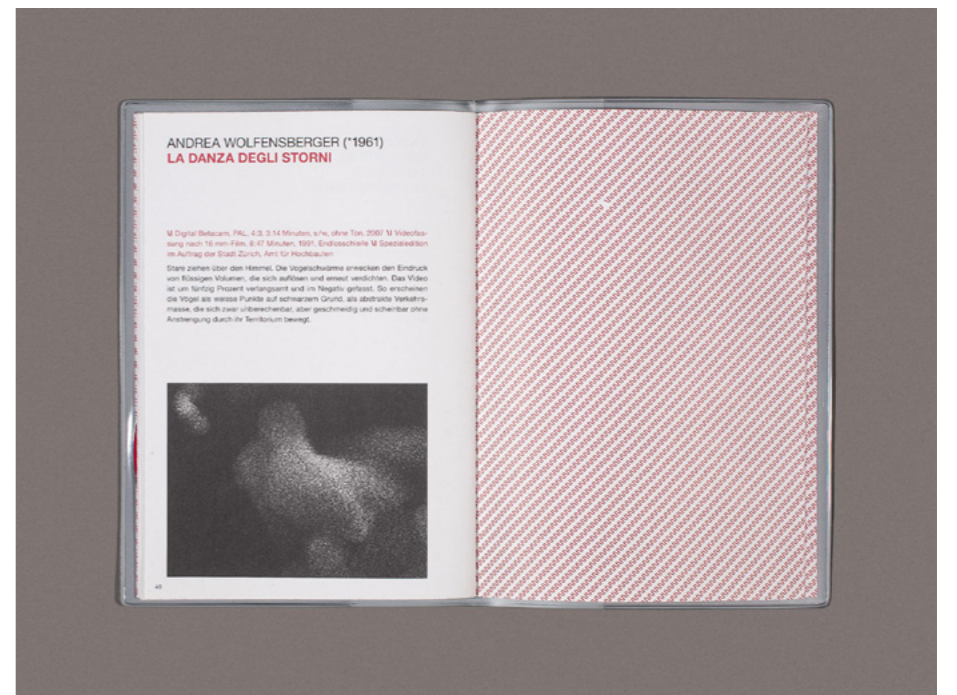 ANDREA WOLFENSBERGER (*1961)
LA DANZA DEGLI STORNI
\I/ Digital Betacam, PAL, 4:3, 3:14 Minuten, s/w, ohne Ton, 2007 \I/ Videofas-
sung nach 16 mm-Film, 8:47 Minuten, 1991, Endlosschleife \I/ Spezialedition
im Auftrag der Stadt Zürich, Amt für Hochbauten
Stare ziehen über den Himmel. Die Vogelschwärme erwecken den Eindruck
von flüssigen Volumen, die sich auflösen und erneut verdichten. Das Video
ist um fünfzig Prozent verlangsamt und im Negativ gefasst. So erscheinen
die Vögel als weisse Punkte auf schwarzem Grund, als abstrakte Verkehrs-
masse, die sich zwar unberechenbar, aber geschmeidig und scheinbar ohne
Anstrengung durch ihr Territorium bewegt.